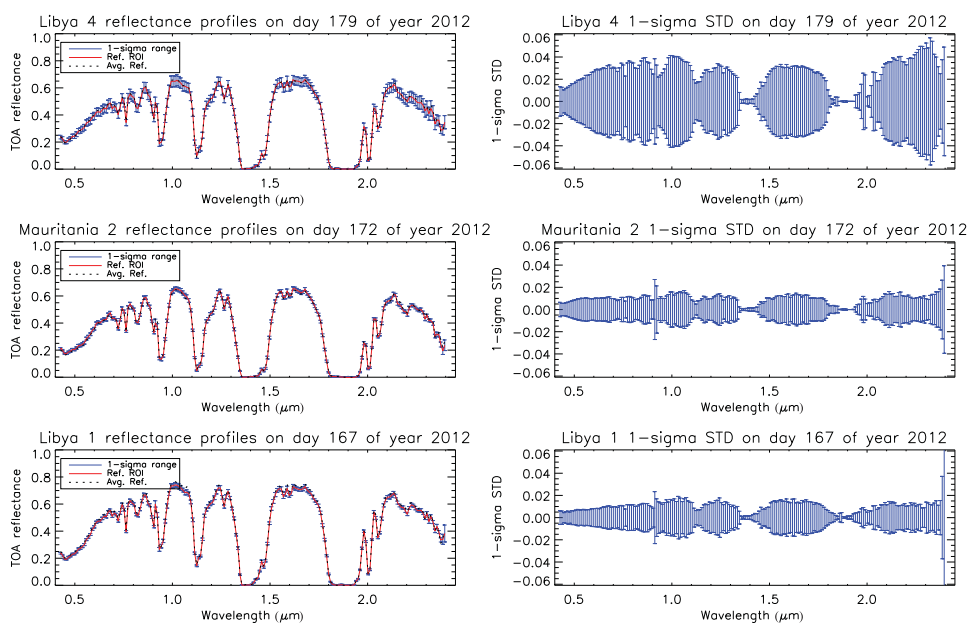 Libya 4 reflectance profiles on day 179 of year 2012
1-sigma range
Ref. ROI
Avg. Ref.
TOA reflectance
1.0
0.8
0.6
0.4
0.2
0.0
0.5 1.0 1.5 2.0
Wavelength (μm)
Libya 4 1-sigma STD on day 179 of year 2012
1-sigma STD
0.06
0.04
0.02
0.00
−0.02
−0.04
−0.06
0.5 1.0 1.5 2.0
Wavelength (μm)
Mauritania 2 reflectance profiles on day 172 of year 2012
1-sigma range
Ref. ROI
Avg. Ref.
TOA reflectance
1.0
0.8
0.6
0.4
0.2
0.0
0.5 1.0 1.5 2.0
Wavelength (μm)
Mauritania 2 1-sigma STD on day 172 of year 2012
1-sigma STD
0.06
0.04
0.02
0.00
−0.02
−0.04
−0.06
0.5 1.0 1.5 2.0
Wavelength (μm)
Libya 1 reflectance profiles on day 167 of year 2012
1-sigma range
Ref. ROI
Avg. Ref.
TOA reflectance
1.0
0.8
0.6
0.4
0.2
0.0
0.5 1.0 1.5 2.0
Wavelength (μm)
Libya 1 1-sigma STD on day 167 of year 2012
1-sigma STD
0.06
0.04
0.02
0.00
−0.02
−0.04
−0.06
0.5 1.0 1.5 2.0
Wavelength (μm)